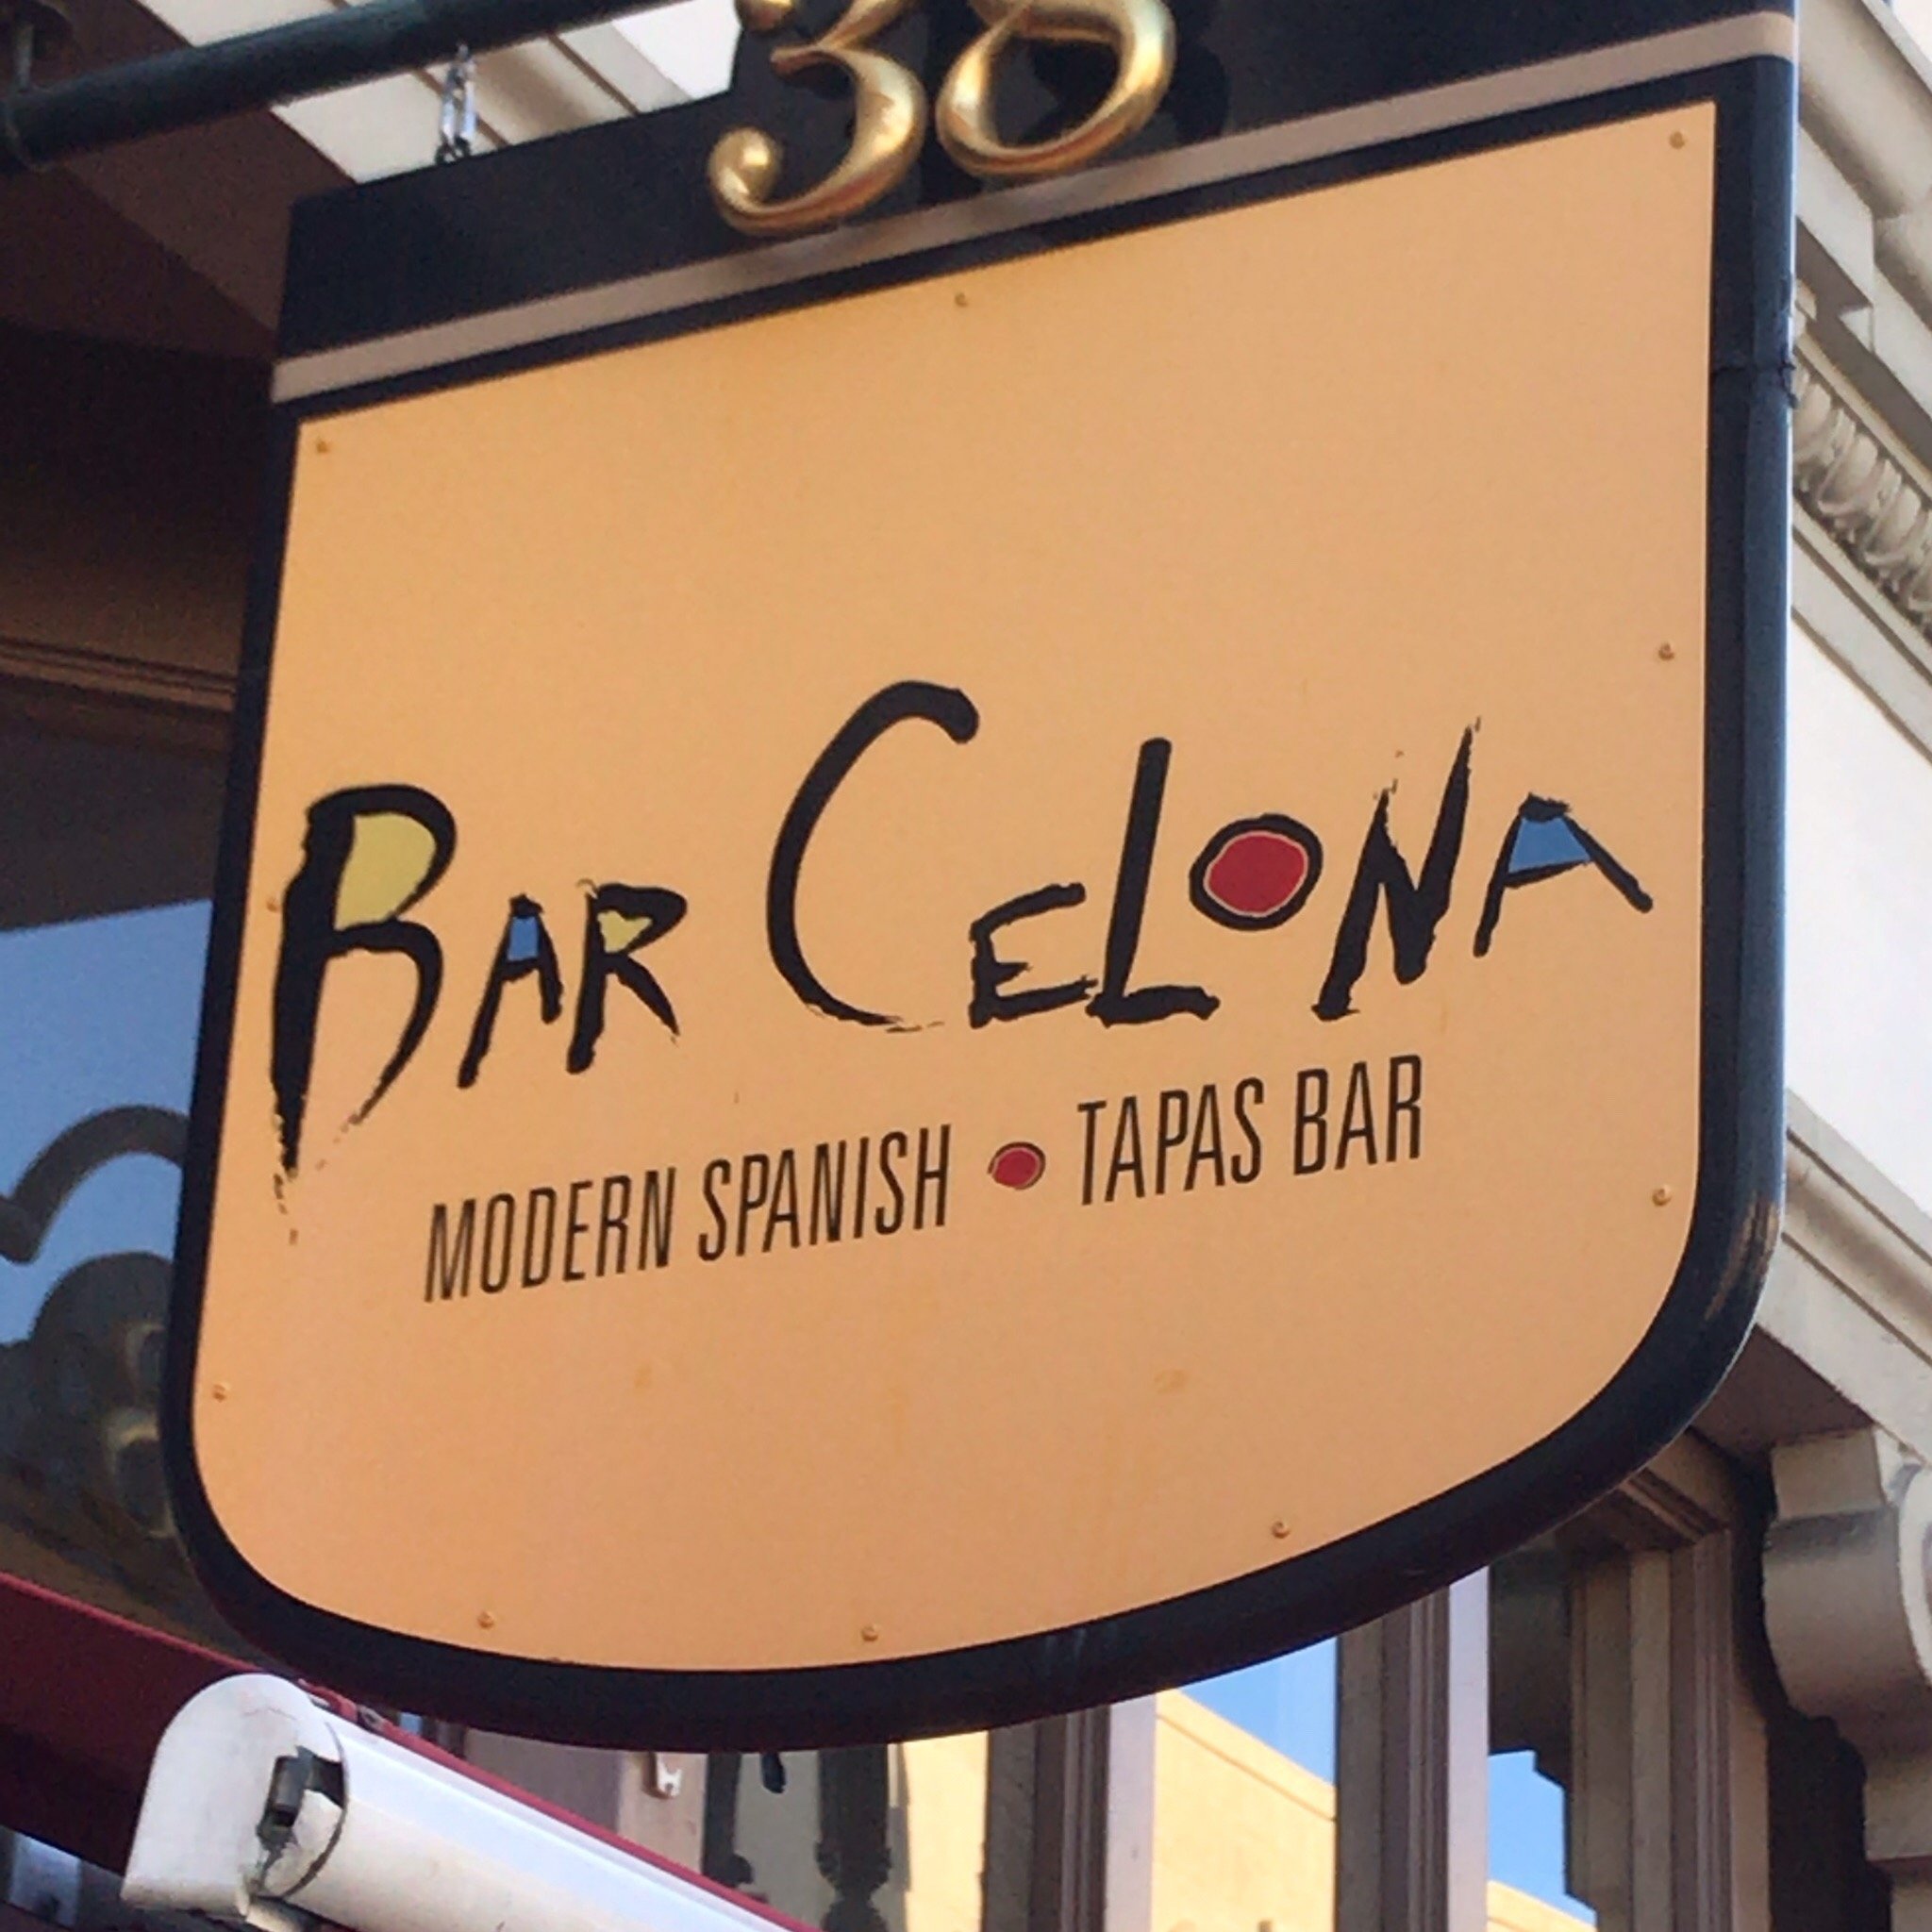 38
BAR CELONA
MODERN SPANISH • TAPAS BAR